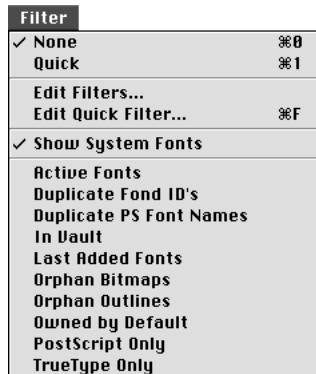 Filter
✓ None ⌘0
Quick ⌘1
Edit Filters...
Edit Quick Filter... ⌘F
✓ Show System Fonts
Active Fonts
Duplicate Fond ID's
Duplicate PS Font Names
In Vault
Last Added Fonts
Orphan Bitmaps
Orphan Outlines
Owned by Default
PostScript Only
TrueType Only